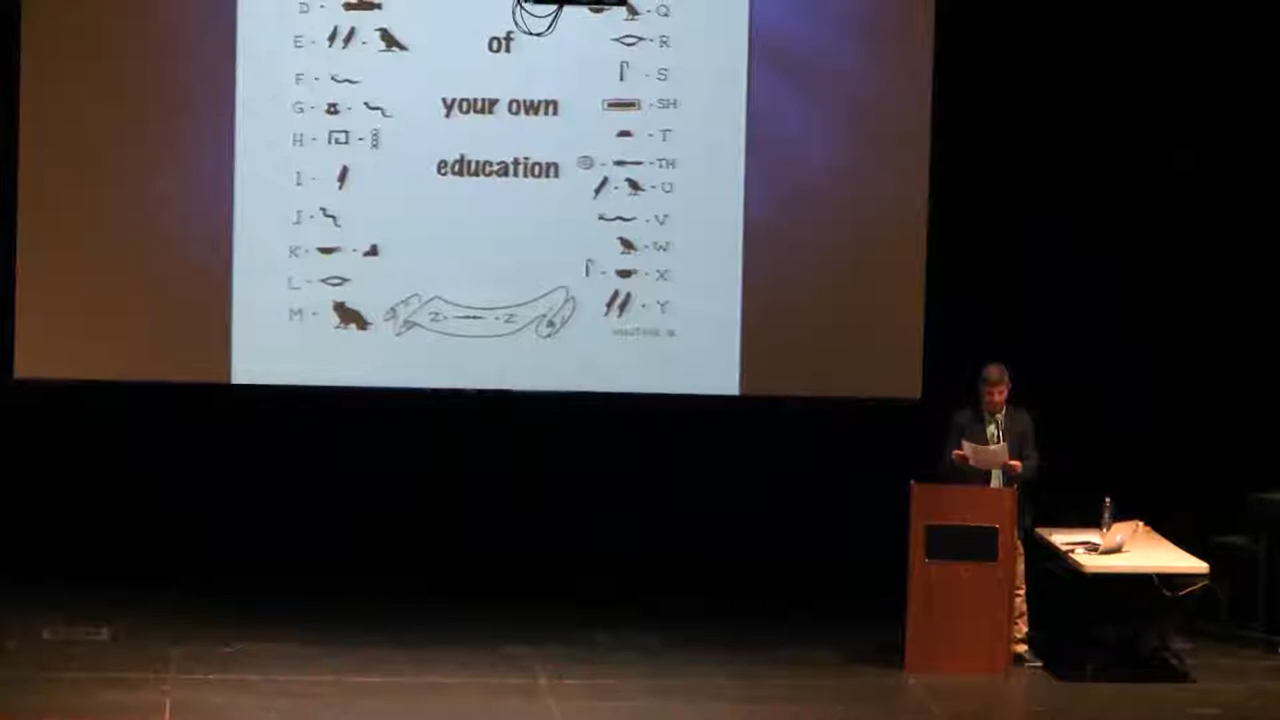 D -
E - -
F -
G - -
H - -
I -
J -
K - -
L -
M -
of
your own
education
Z - - Z
- Q
- R
- S
- SH
- T
- - TH
- - U
- V
- W
- - X
- Y